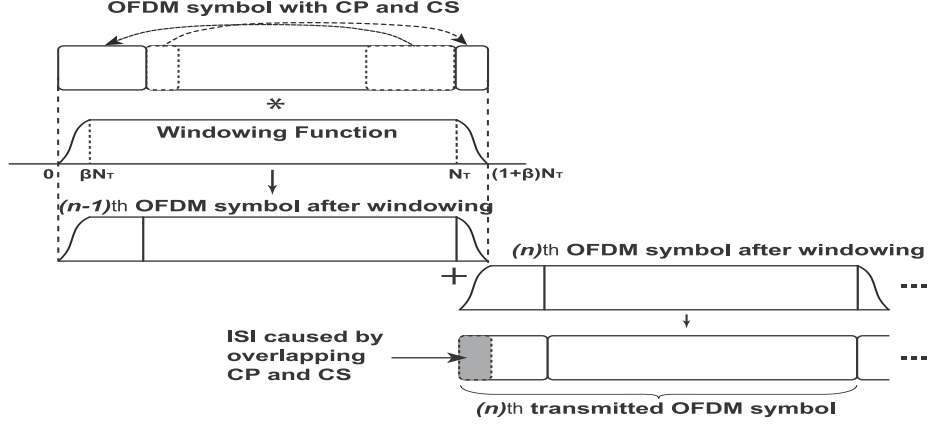 OFDM symbol with CP and CS
*
Windowing Function
0 βNT NT (1+β)NT
(n-1)th OFDM symbol after windowing
(n)th OFDM symbol after windowing
+
ISI caused by
overlapping
CP and CS
(n)th transmitted OFDM symbol